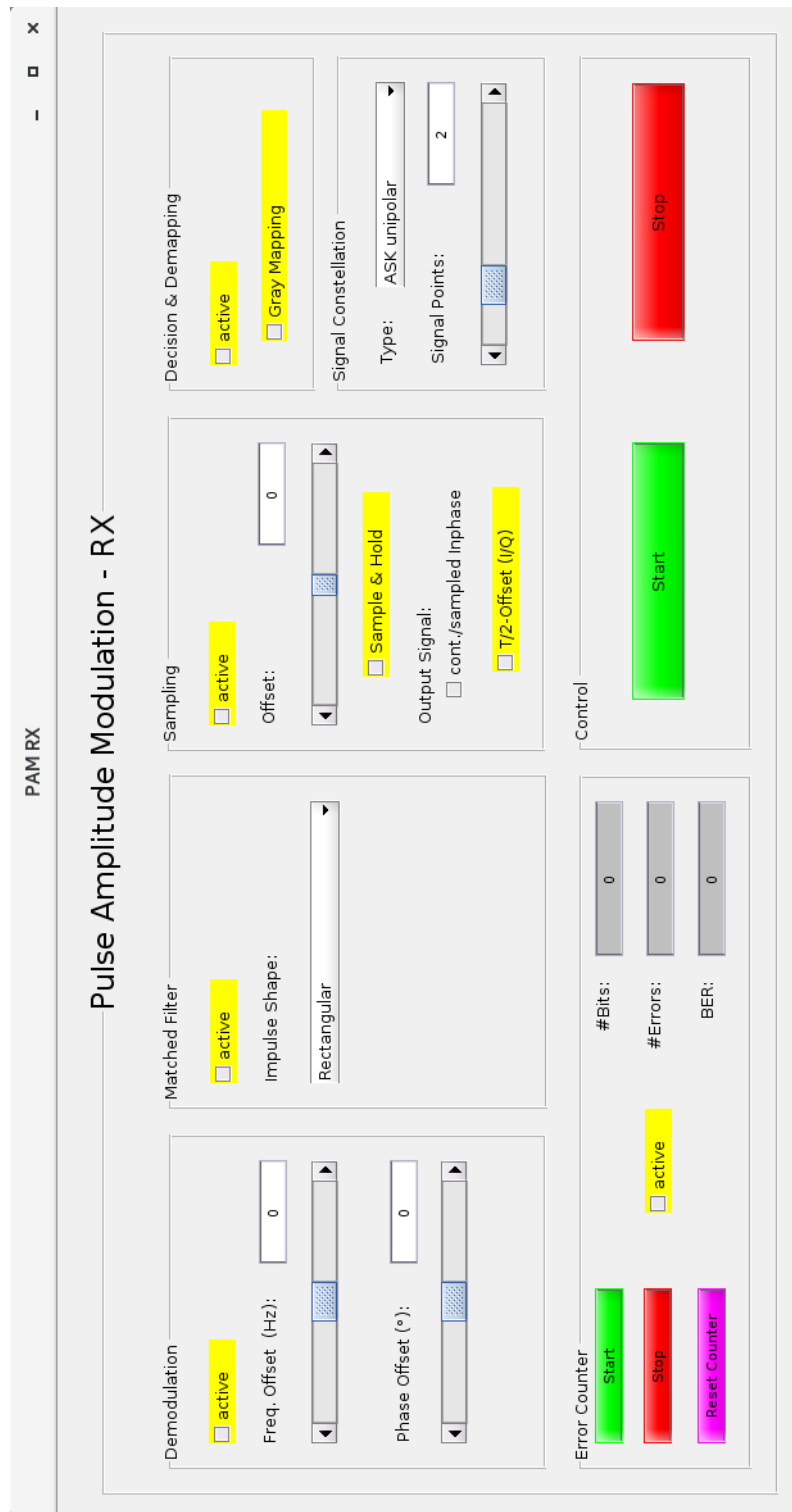 PAM RX
Pulse Amplitude Modulation - RX
Demodulation
active
Freq. Offset (Hz):
0
Phase Offset (°):
0
Matched Filter
active
Impulse Shape:
Rectangular
Sampling
active
Offset:
0
Sample & Hold
Output Signal:
cont./sampled Inphase
T/2-Offset (I/Q)
Decision & Demapping
active
Gray Mapping
Signal Constellation
Type:
ASK unipolar
Signal Points:
2
Error Counter
Start
Stop
Reset Counter
active
#Bits:
0
#Errors:
0
BER:
0
Control
Start
Stop